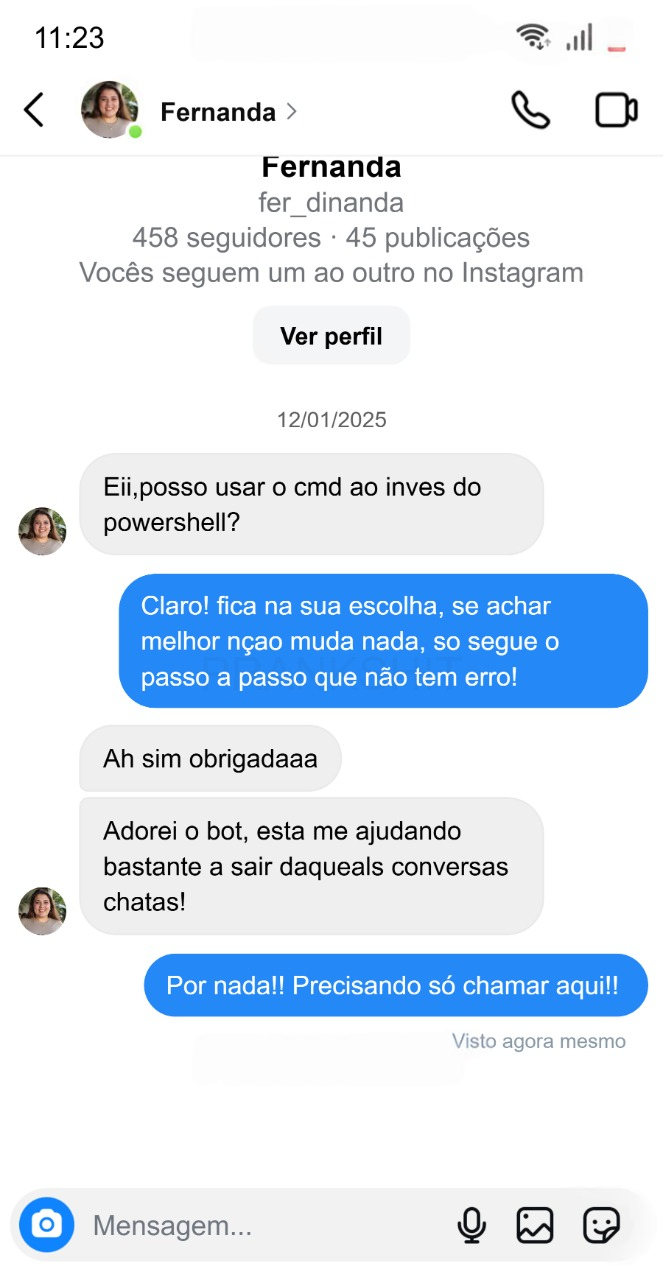 11:23
Fernanda
Fernanda
fer_dinanda
458 seguidores · 45 publicações
Vocês seguem um ao outro no Instagram
Ver perfil
12/01/2025
Eii,posso usar o cmd ao inves do
powershell?
Claro! fica na sua escolha, se achar
melhor nçao muda nada, so segue o
passo a passo que não tem erro!
Ah sim obrigadaaa
Adorei o bot, esta me ajudando
bastante a sair daqueals conversas
chatas!
Por nada!! Precisando só chamar aqui!!
Visto agora mesmo
Mensagem...